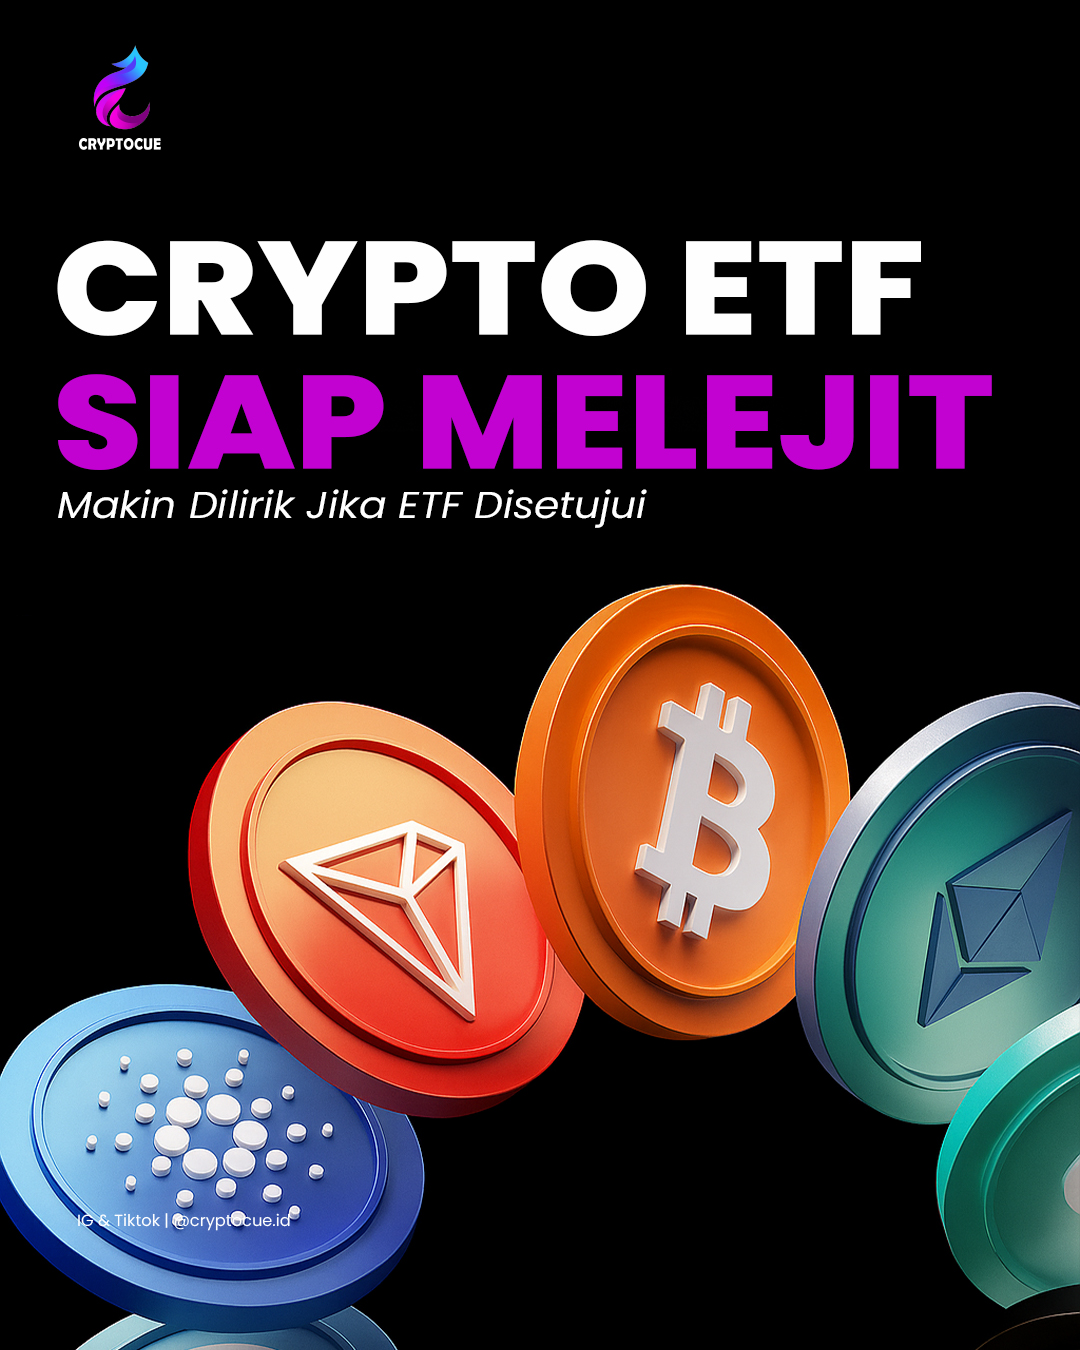 CRYPTOCUE
CRYPTO ETF
SIAP MELEJIT
Makin Dilirik Jika ETF Disetujui
IG & Tiktok | @cryptocue.id